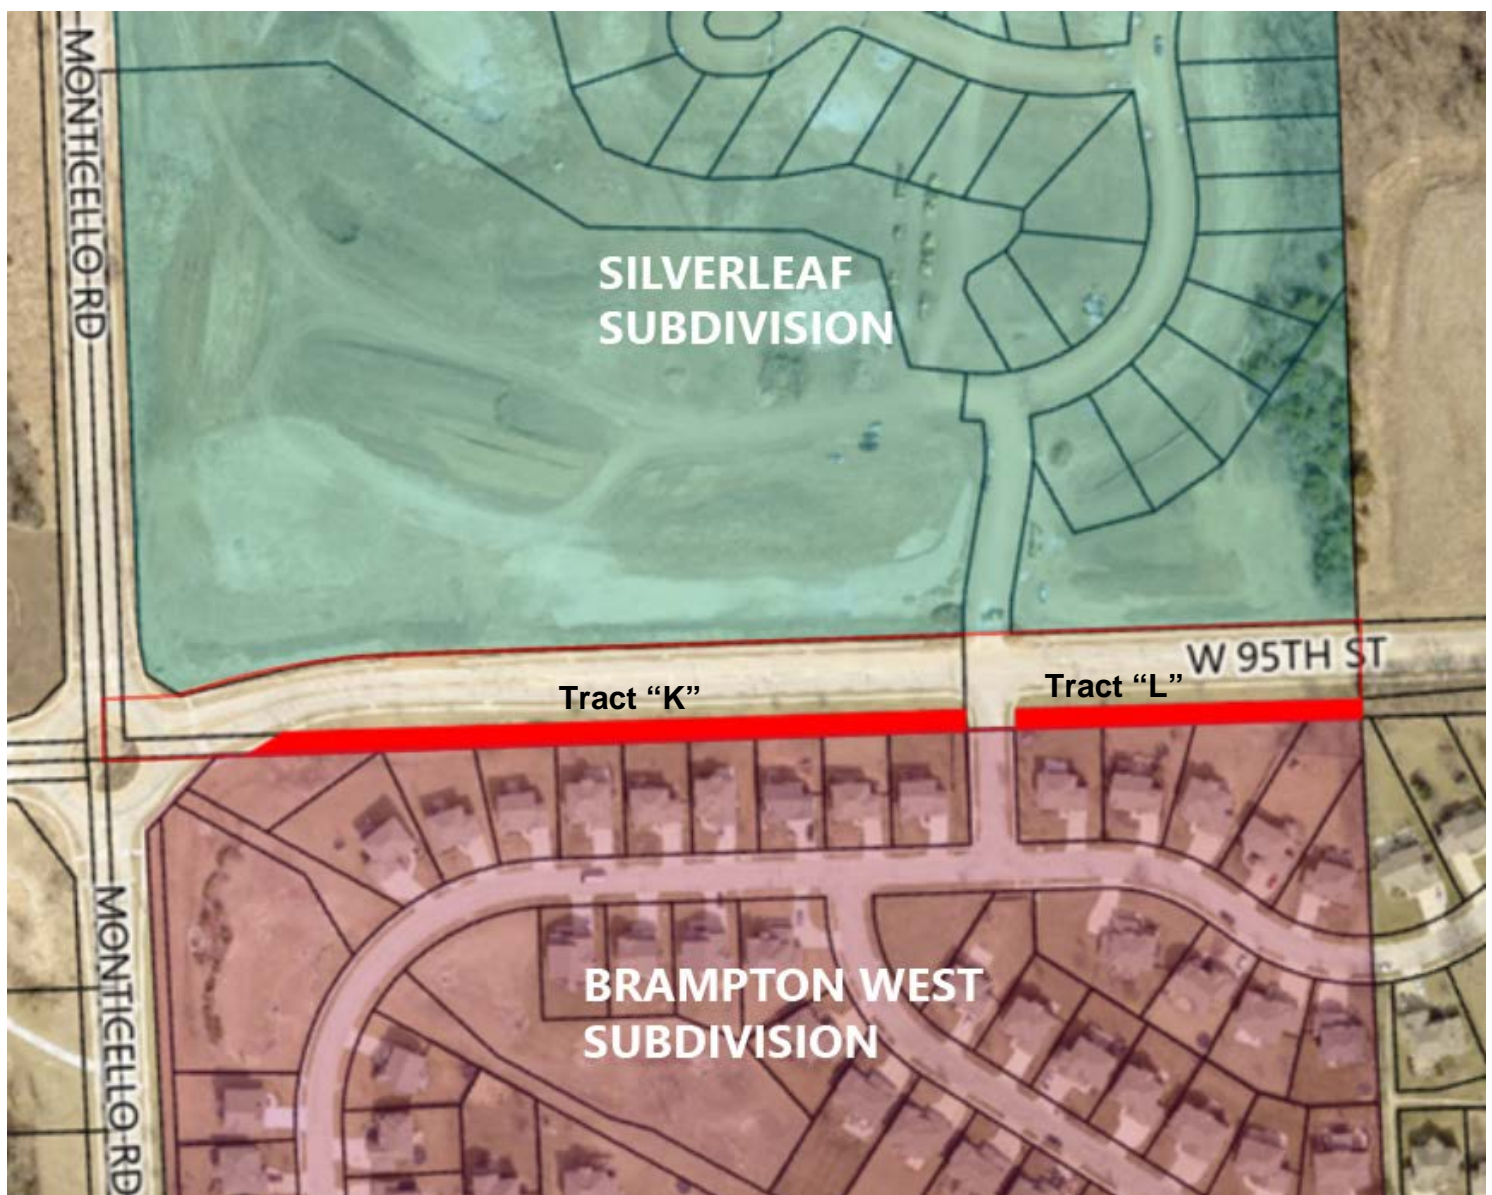 MONTICELLO RD
SILVERLEAF
SUBDIVISION
W 95TH ST
Tract “K”
Tract “L”
MONTICELLO RD
BRAMPTON WEST
SUBDIVISION